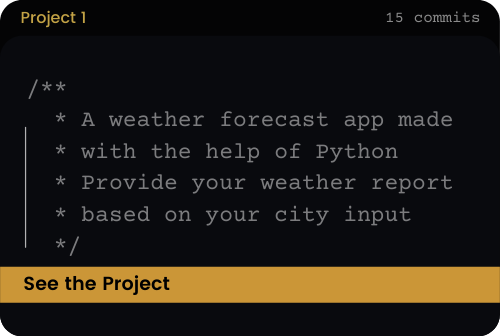 Project 1
15 commits
/**
* A weather forecast app made
* with the help of Python
* Provide your weather report
* based on your city input
*/
See the Project